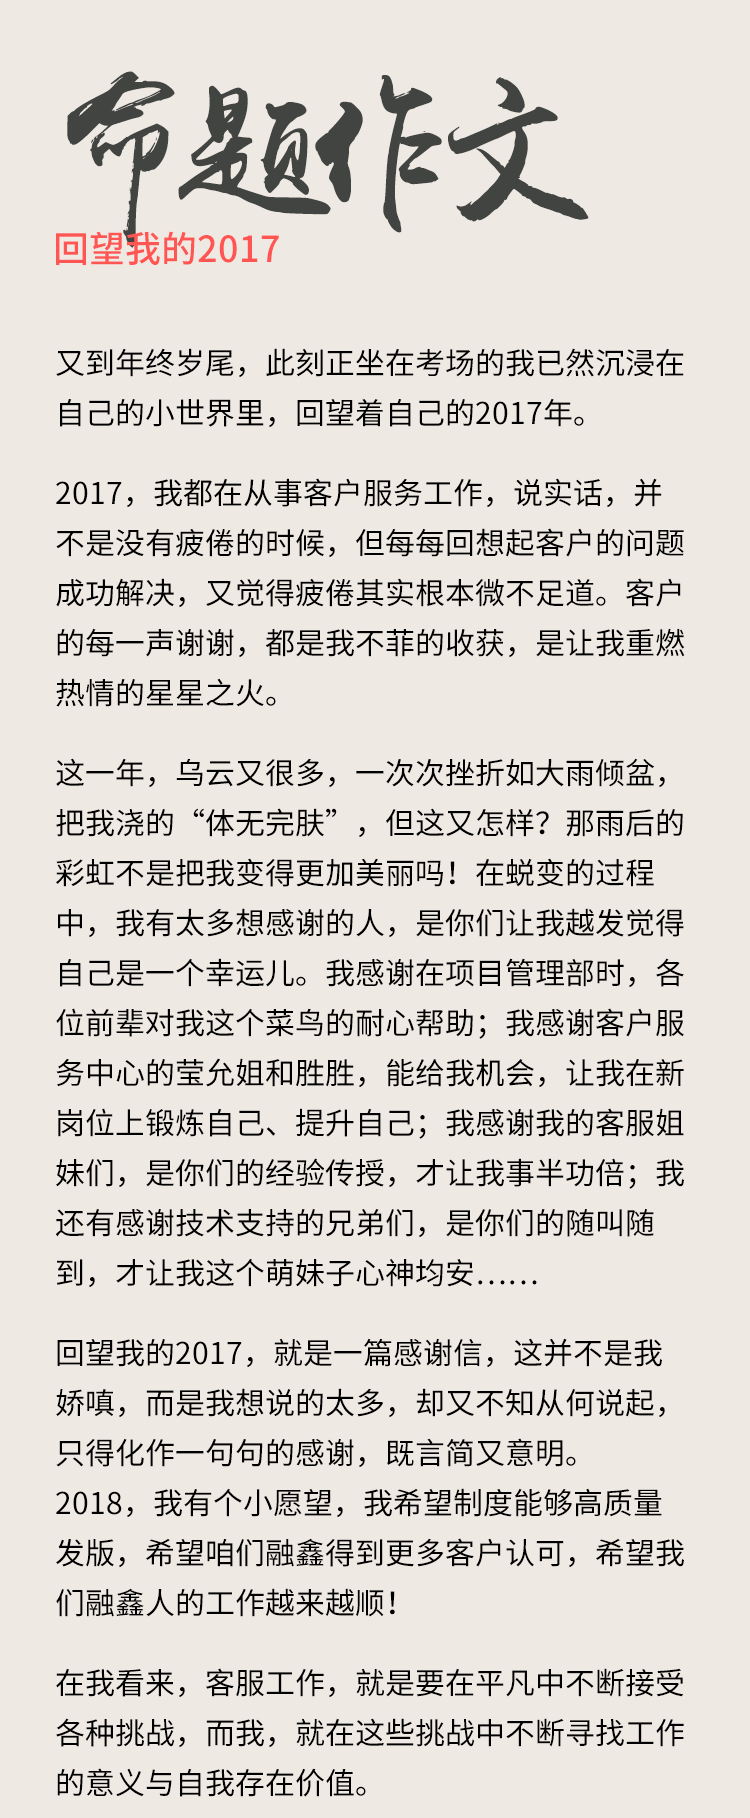 命题作文
回望我的2017
又到年终岁尾，此刻正坐在考场的我已然沉浸在
自己的小世界里，回望着自己的2017年。
2017，我都在从事客户服务工作，说实话，并
不是没有疲倦的时候，但每每回想起客户的问题
成功解决，又觉得疲倦其实根本微不足道。客户
的每一声谢谢，都是我不菲的收获，是让我重燃
热情的星星之火。
这一年，乌云又很多，一次次挫折如大雨倾盆，
把我浇的“体无完肤”，但这又怎样？那雨后的
彩虹不是把我变得更加美丽吗！在蜕变的过程
中，我有太多想感谢的人，是你们让我越发觉得
自己是一个幸运儿。我感谢在项目管理部时，各
位前辈对我这个菜鸟的耐心帮助；我感谢客户服
务中心的莹允姐和胜胜，能给我机会，让我在新
岗位上锻炼自己、提升自己；我感谢我的客服姐
妹们，是你们的经验传授，才让我事半功倍；我
还有感谢技术支持的兄弟们，是你们的随叫随
到，才让我这个萌妹子心神均安……
回望我的2017，就是一篇感谢信，这并不是我
娇嗔，而是我想说的太多，却又不知从何说起，
只得化作一句句的感谢，既言简又意明。
2018，我有个小愿望，我希望制度能够高质量
发版，希望咱们融鑫得到更多客户认可，希望我
们融鑫人的工作越来越顺！
在我看来，客服工作，就是要在平凡中不断接受
各种挑战，而我，就在这些挑战中不断寻找工作
的意义与自我存在价值。